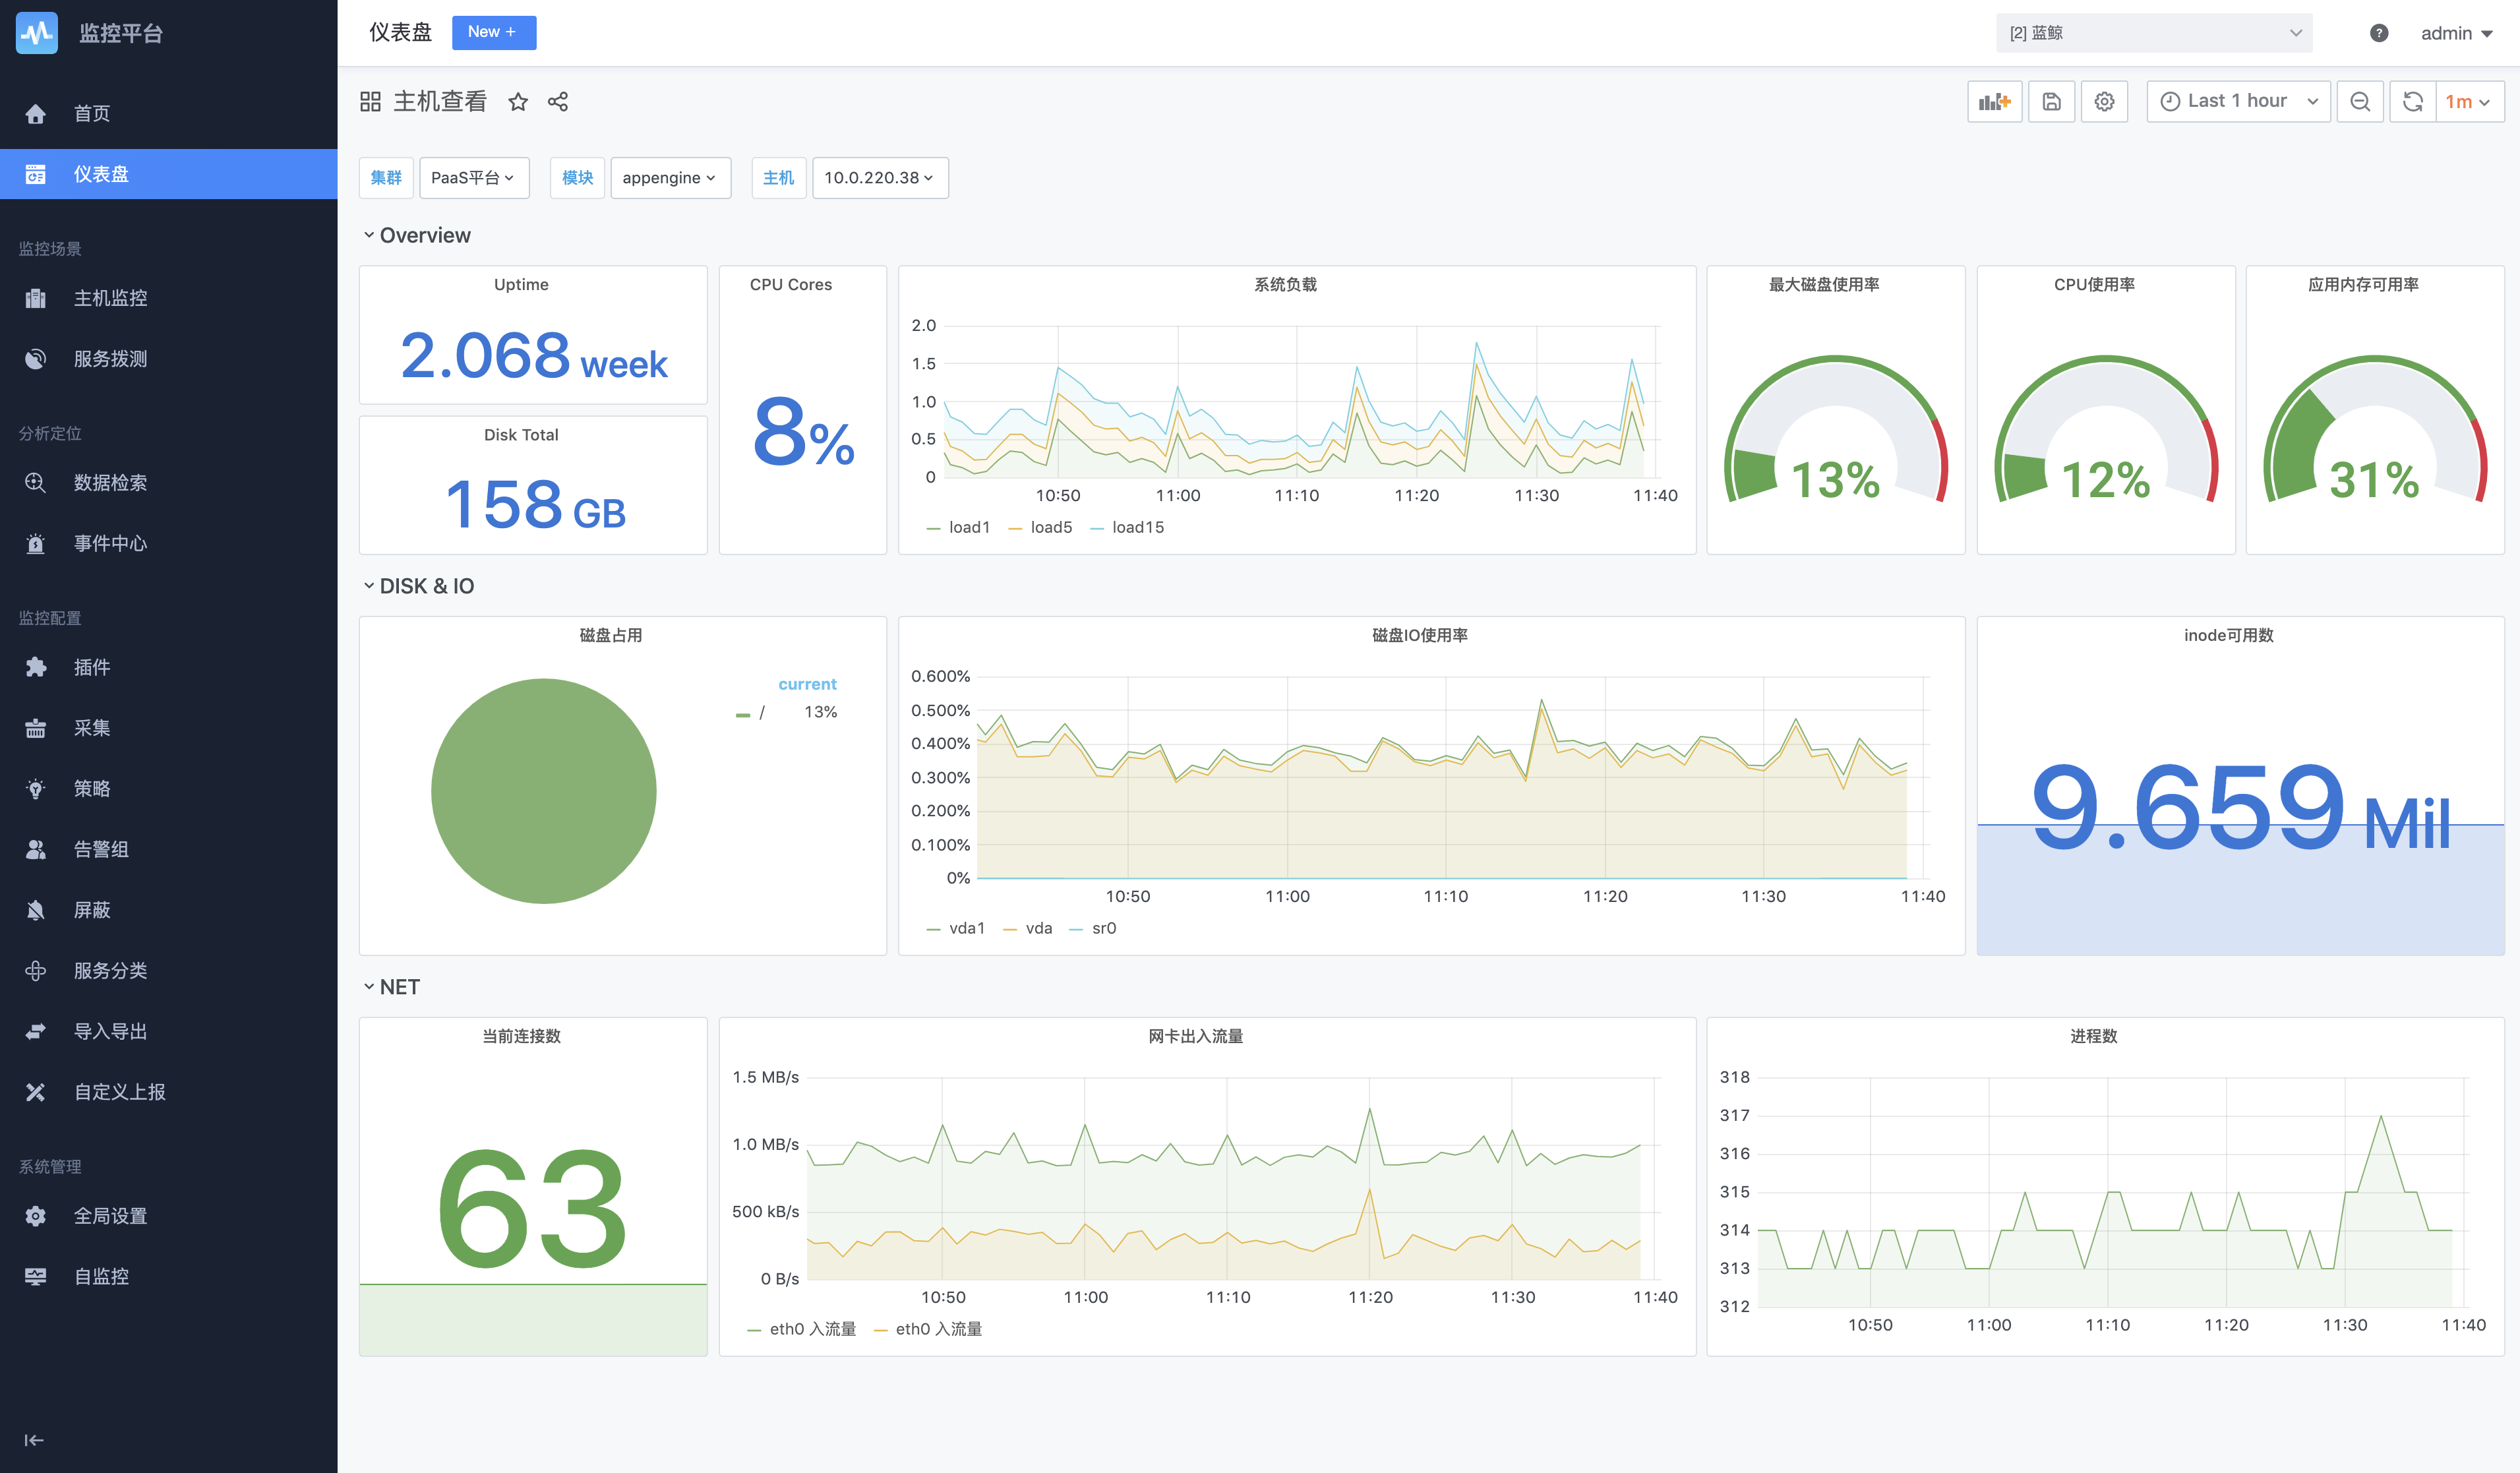 监控平台
首页
仪表盘
监控场景
主机监控
服务拨测
分析定位
数据检索
事件中心
监控配置
插件
采集
策略
告警组
屏蔽
服务分类
导入导出
自定义上报
系统管理
全局设置
自监控
仪表盘 New +
[2] 蓝鲸
? admin
主机查看
Last 1 hour
1m
集群 PaaS平台 模块 appengine 主机 10.0.220.38
Overview
Uptime
2.068 week
Disk Total
158 GB
CPU Cores
8%
系统负载
2.0
1.5
1.0
0.5
0
10:50 11:00 11:10 11:20 11:30 11:40
load1 load5 load15
最大磁盘使用率
13%
CPU使用率
12%
应用内存可用率
31%
DISK & IO
磁盘占用
current
/ 13%
磁盘IO使用率
0.600%
0.500%
0.400%
0.300%
0.200%
0.100%
0%
10:50 11:00 11:10 11:20 11:30 11:40
vda1 vda sr0
inode可用数
9.659 Mil
NET
当前连接数
63
网卡出入流量
1.5 MB/s
1.0 MB/s
500 kB/s
0 B/s
10:50 11:00 11:10 11:20 11:30 11:40
eth0 入流量 eth0 入流量
进程数
318
317
316
315
314
313
312
10:50 11:00 11:10 11:20 11:30 11:40